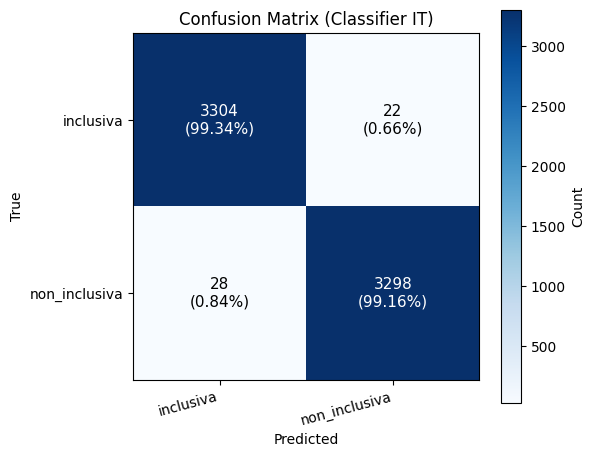 Confusion Matrix (Classifier IT)
True
inclusiva
3304
(99.34%)
22
(0.66%)
non_inclusiva
28
(0.84%)
3298
(99.16%)
inclusiva
non_inclusiva
Predicted
3000
2500
2000
1500
1000
500
Count